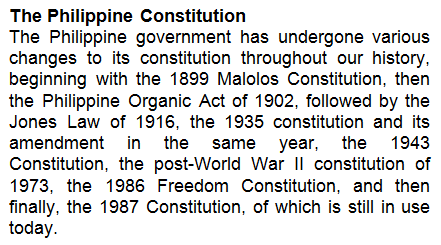 The Philippine Constitution
The Philippine government has undergone various
changes to its constitution throughout our history,
beginning with the 1899 Malolos Constitution, then
the Philippine Organic Act of 1902, followed by the
Jones Law of 1916, the 1935 constitution and its
amendment in the same year, the 1943
Constitution, the post-World War II constitution of
1973, the 1986 Freedom Constitution, and then
finally, the 1987 Constitution, of which is still in use
today.